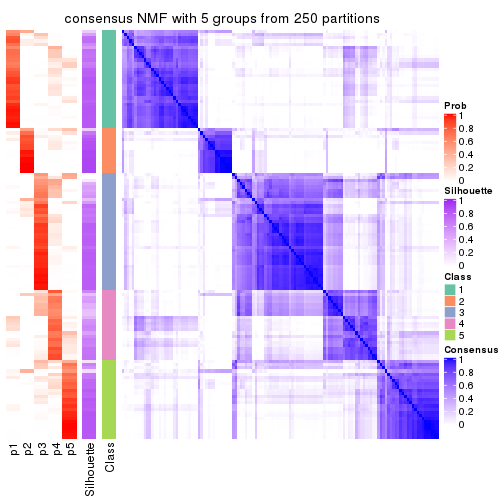 consensus NMF with 5 groups from 250 partitions
Prob
1
0.8
0.6
0.4
0.2
0
Silhouette
1
0.8
0.6
0.4
0.2
0
Class
1
2
3
4
5
Consensus
1
0.8
0.6
0.4
0.2
0
p1
p2
p3
p4
p5
Silhouette
Class